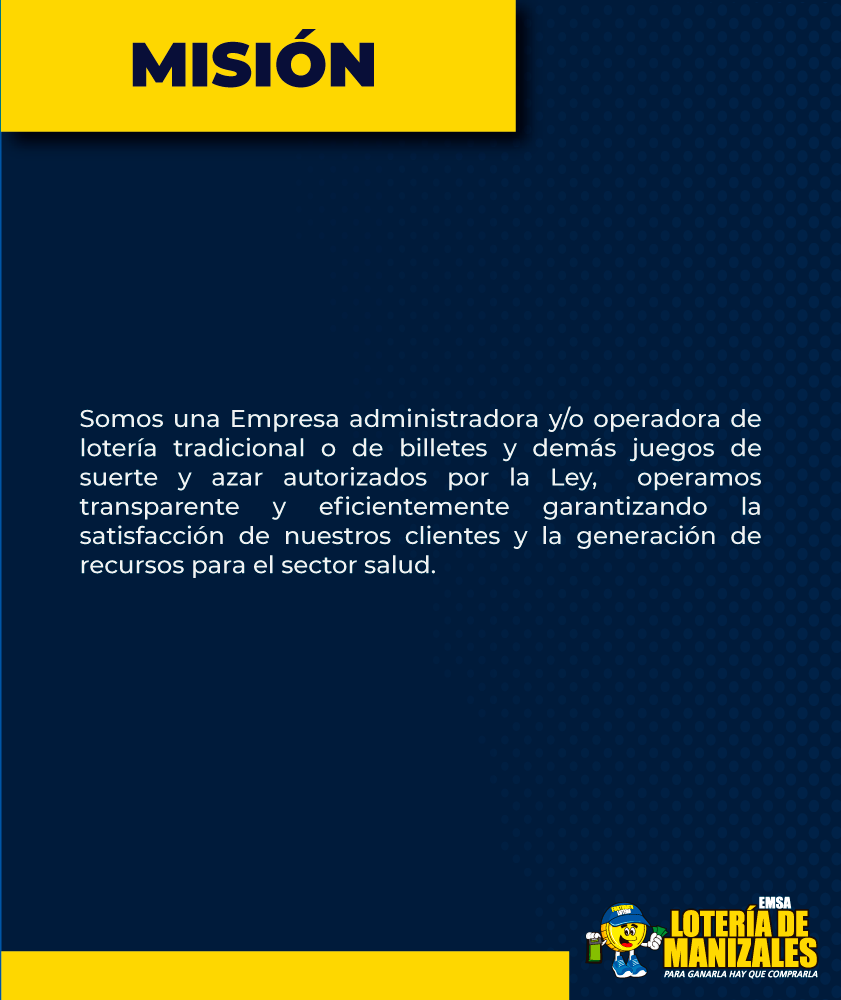 MISIÓN
Somos una Empresa administradora y/o operadora de
lotería tradicional o de billetes y demás juegos de
suerte y azar autorizados por la Ley,  operamos
transparente y eficientemente garantizando la
satisfacción de nuestros clientes y la generación de
recursos para el sector salud.
EMSA
LOTERÍA DE
MANIZALES
PARA GANARLA HAY QUE COMPRARLA